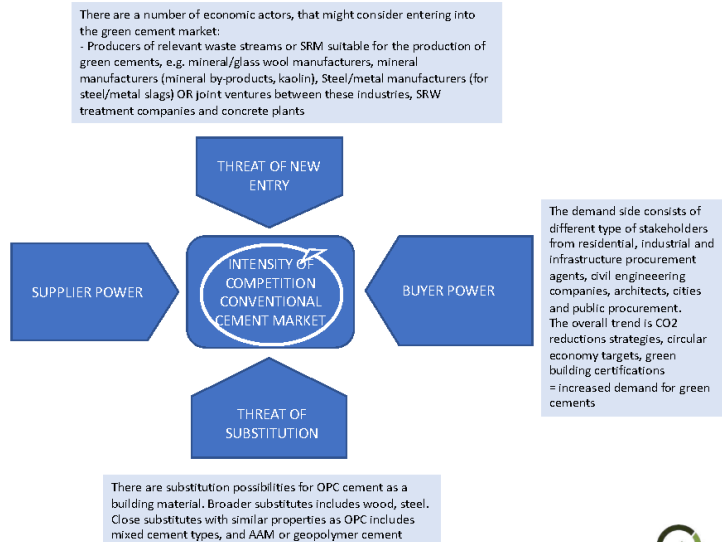 There are a number of economic actors, that might consider entering into
the green cement market:
- Producers of relevant waste streams or SRM suitable for the production of
green cements, e.g. mineral/glass wool manufacturers, mineral
manufacturers (mineral by-products, kaolin), Steel/metal manufacturers (for
steel/metal slags) OR joint ventures between these industries, SRW
treatment companies and concrete plants
THREAT OF NEW
ENTRY
SUPPLIER POWER
INTENSITY OF
COMPETITION
CONVENTIONAL
CEMENT MARKET
BUYER POWER
The demand side consists of
different type of stakeholders
from residential, industrial and
infrastructure procurement
agents, civil engineeering
companies, architects, cities
and public procurement.
The overall trend is CO2
reductions strategies, circular
economy targets, green
building certifications
= increased demand for green
cements
THREAT OF
SUBSTITUTION
There are substitution possibilities for OPC cement as a
building material. Broader substitutes includes wood, steel.
Close substitutes with similar properties as OPC includes
mixed cement types, and AAM or geopolymer cement